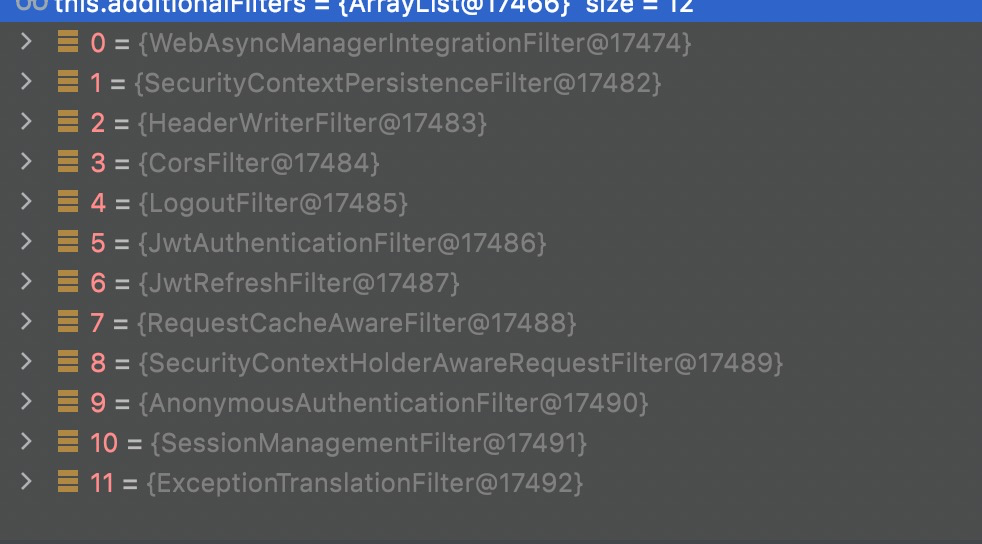 this.additionalFilters = {ArrayList@17466} size = 12
0 = {WebAsyncManagerIntegrationFilter@17474}
1 = {SecurityContextPersistenceFilter@17482}
2 = {HeaderWriterFilter@17483}
3 = {CorsFilter@17484}
4 = {LogoutFilter@17485}
5 = {JwtAuthenticationFilter@17486}
6 = {JwtRefreshFilter@17487}
7 = {RequestCacheAwareFilter@17488}
8 = {SecurityContextHolderAwareRequestFilter@17489}
9 = {AnonymousAuthenticationFilter@17490}
10 = {SessionManagementFilter@17491}
11 = {ExceptionTranslationFilter@17492}